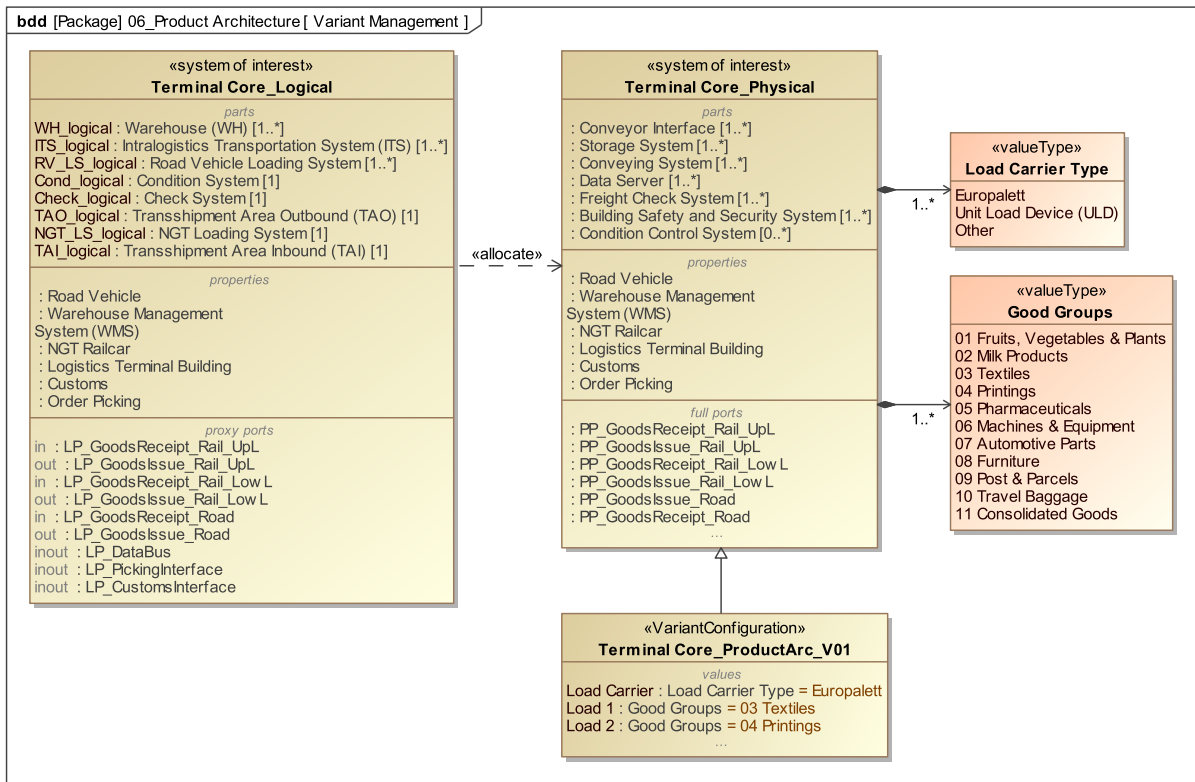 bdd [Package] 06_Product Architecture [ Variant Management ]
«system of interest»
Terminal Core_Logical
parts
WH_logical : Warehouse (WH) [1..*]
ITS_logical : Intralogistics Transportation System (ITS) [1..*]
RV_LS_logical : Road Vehicle Loading System [1..*]
Cond_logical : Condition System [1]
Check_logical : Check System [1]
TAO_logical : Transshipment Area Outbound (TAO) [1]
NGT_LS_logical : NGT Loading System [1]
TAI_logical : Transshipment Area Inbound (TAI) [1]
properties
: Road Vehicle
: Warehouse Management
System (WMS)
: NGT Railcar
: Logistics Terminal Building
: Customs
: Order Picking
proxy ports
in : LP_GoodsReceipt_Rail_UpL
out : LP_GoodsIssue_Rail_UpL
in : LP_GoodsReceipt_Rail_LowL
out : LP_GoodsIssue_Rail_LowL
in : LP_GoodsReceipt_Road
out : LP_GoodsIssue_Road
inout : LP_DataBus
inout : LP_PickingInterface
inout : LP_CustomsInterface
«allocate»
«system of interest»
Terminal Core_Physical
parts
: Conveyor Interface [1..*]
: Storage System [1..*]
: Conveying System [1..*]
: Data Server [1..*]
: Freight Check System [1..*]
: Building Safety and Security System [1..*]
: Condition Control System [0..*]
properties
: Road Vehicle
: Warehouse Management
System (WMS)
: NGT Railcar
: Logistics Terminal Building
: Customs
: Order Picking
full ports
: PP_GoodsReceipt_Rail_UpL
: PP_GoodsIssue_Rail_UpL
: PP_GoodsReceipt_Rail_LowL
: PP_GoodsIssue_Rail_LowL
: PP_GoodsIssue_Road
: PP_GoodsReceipt_Road
...
1..*
«valueType»
Load Carrier Type
Europalett
Unit Load Device (ULD)
Other
1..*
«valueType»
Good Groups
01 Fruits, Vegetables & Plants
02 Milk Products
03 Textiles
04 Printings
05 Pharmaceuticals
06 Machines & Equipment
07 Automotive Parts
08 Furniture
09 Post & Parcels
10 Travel Baggage
11 Consolidated Goods
«VariantConfiguration»
Terminal Core_ProductArc_V01
values
Load Carrier : Load Carrier Type = Europalett
Load 1 : Good Groups = 03 Textiles
Load 2 : Good Groups = 04 Printings
...